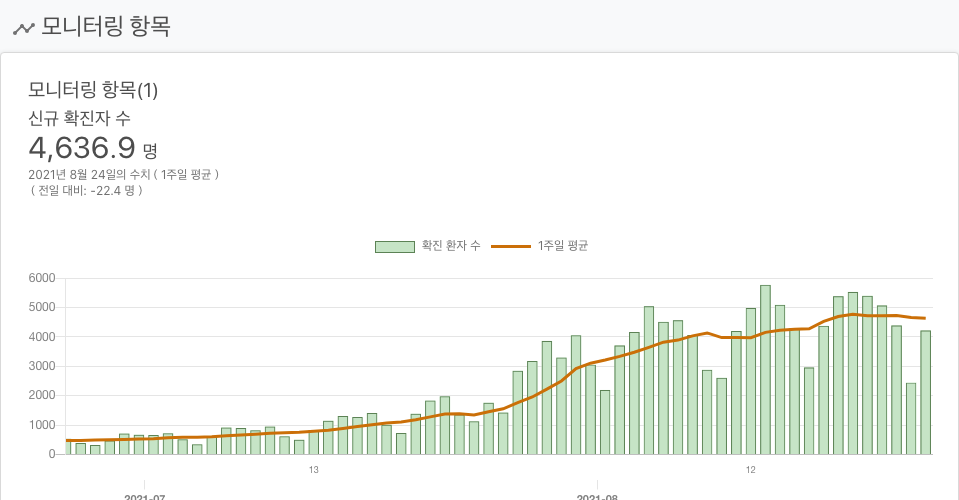 모니터링 항목
모니터링 항목(1)
신규 확진자 수
4,636.9 명
2021년 8월 24일의 수치 ( 1주일 평균 )
( 전일 대비: -22.4 명 )
확진 환자 수 1주일 평균
6000
5000
4000
3000
2000
1000
0
13 12
2021-07 2021-08